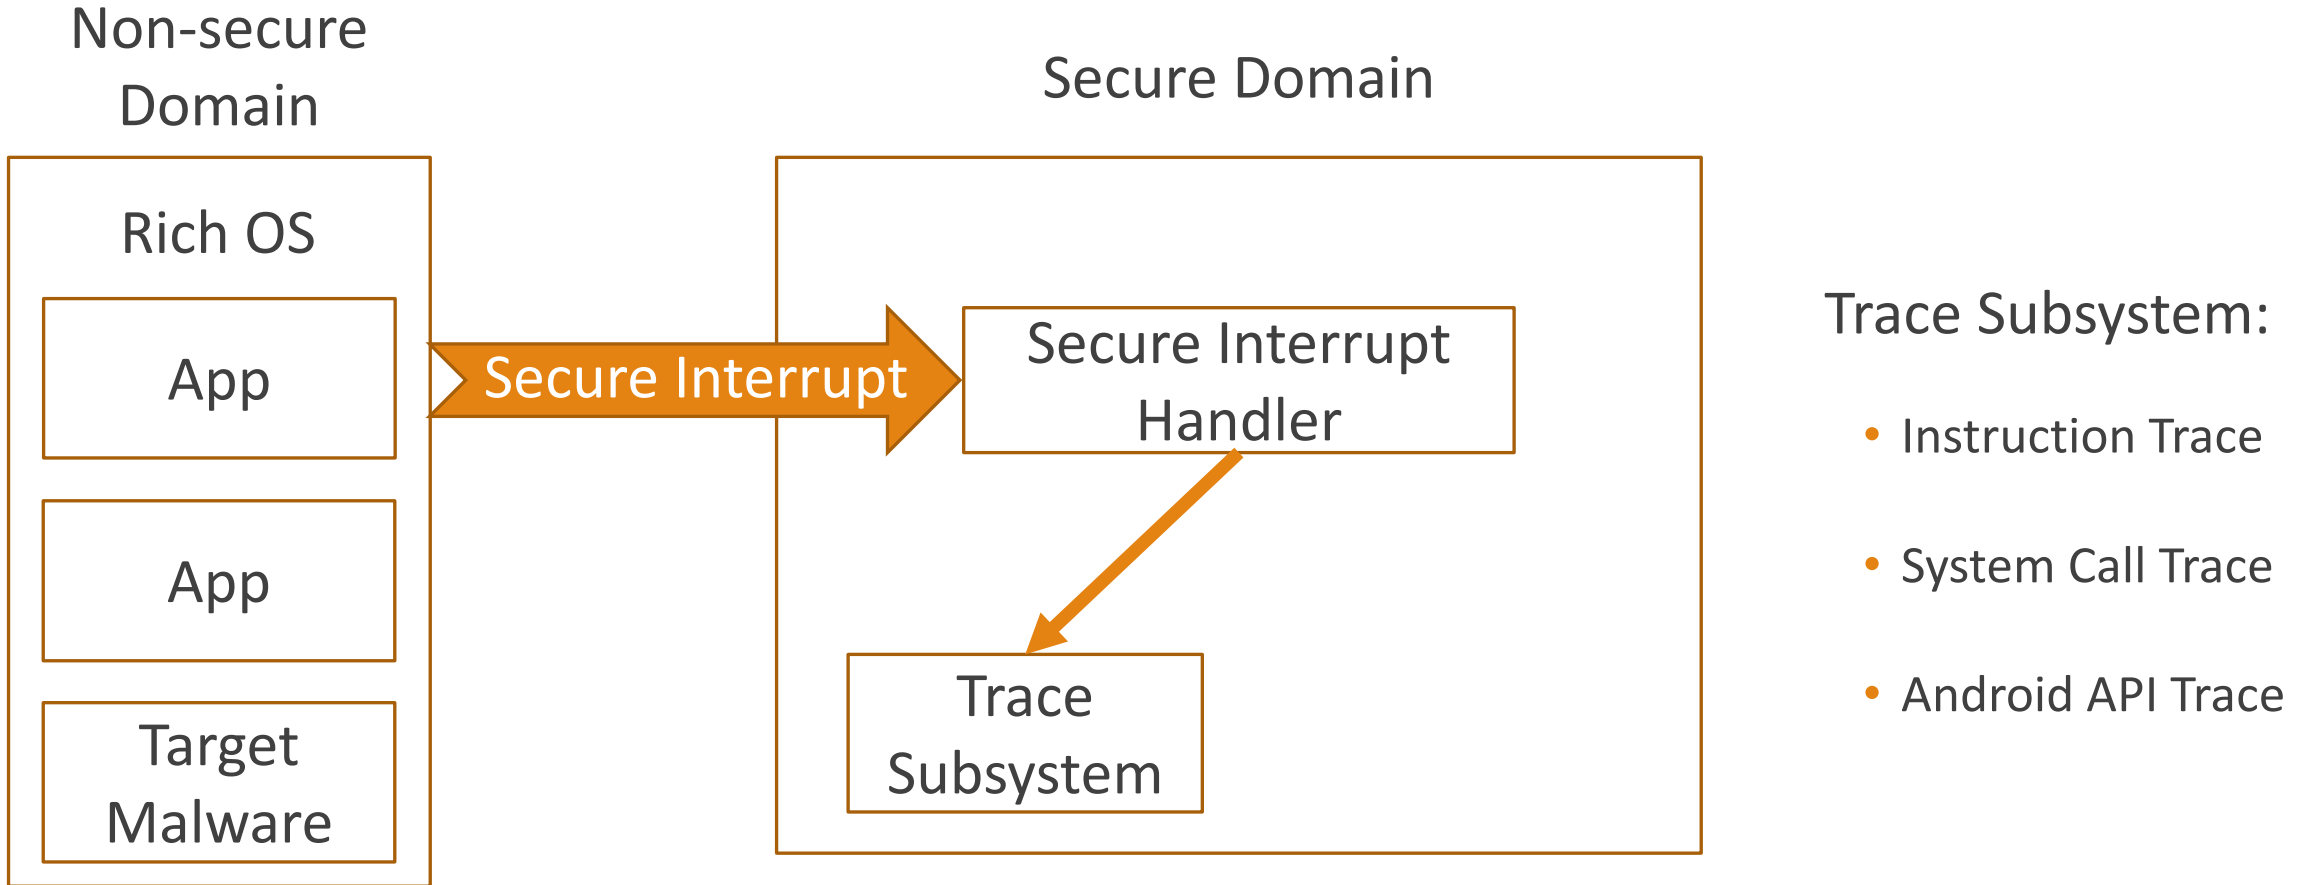 Non-secure
Domain
Rich OS
App
App
Target
Malware
Secure Interrupt
Secure Domain
Secure Interrupt
Handler
Trace
Subsystem
Trace Subsystem:
• Instruction Trace
• System Call Trace
• Android API Trace